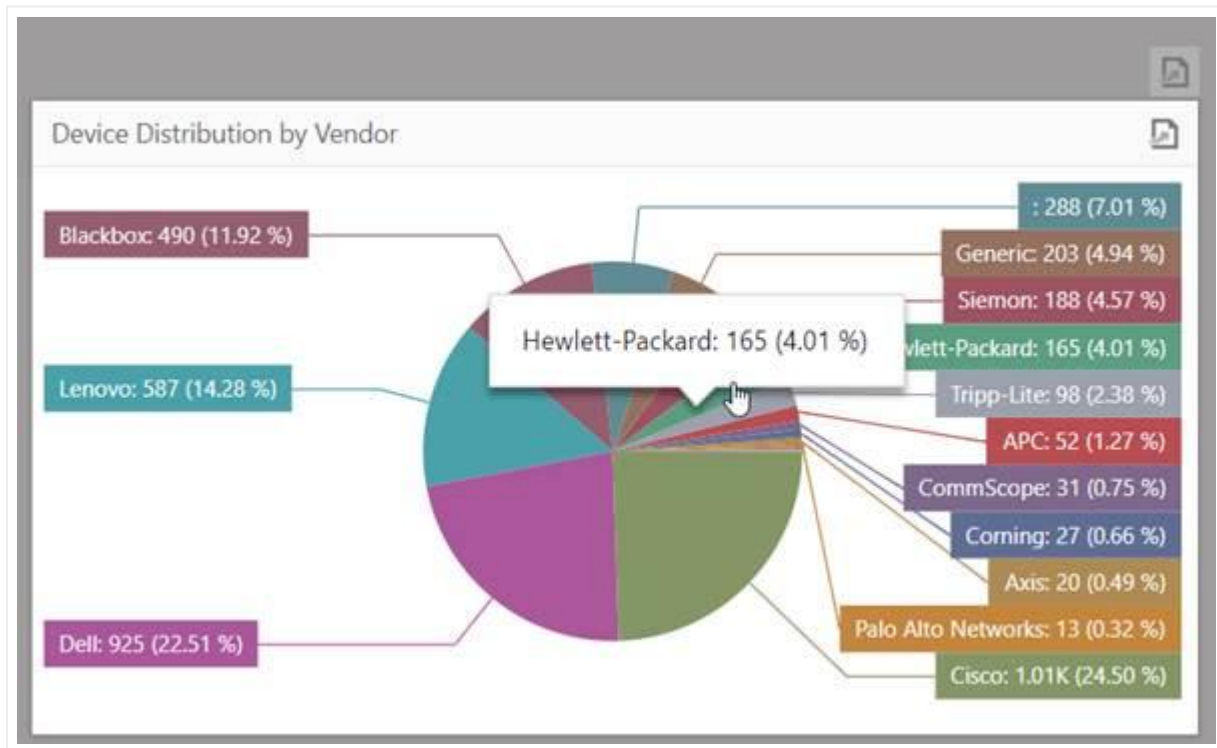 Device Distribution by Vendor
: 288 (7.01 %)
Blackbox: 490 (11.92 %)
Generic: 203 (4.94 %)
Siemon: 188 (4.57 %)
Hewlett-Packard: 165 (4.01 %)
vlett-Packard: 165 (4.01 %)
Lenovo: 587 (14.28 %)
Tripp-Lite: 98 (2.38 %)
APC: 52 (1.27 %)
CommScope: 31 (0.75 %)
Corning: 27 (0.66 %)
Axis: 20 (0.49 %)
Palo Alto Networks: 13 (0.32 %)
Dell: 925 (22.51 %)
Cisco: 1.01K (24.50 %)